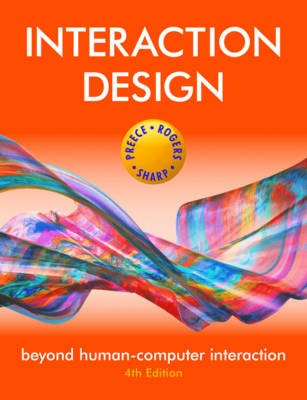 INTERACTION
DESIGN
PREECE • ROGERS
• SHARP •
beyond human-computer interaction
4th Edition